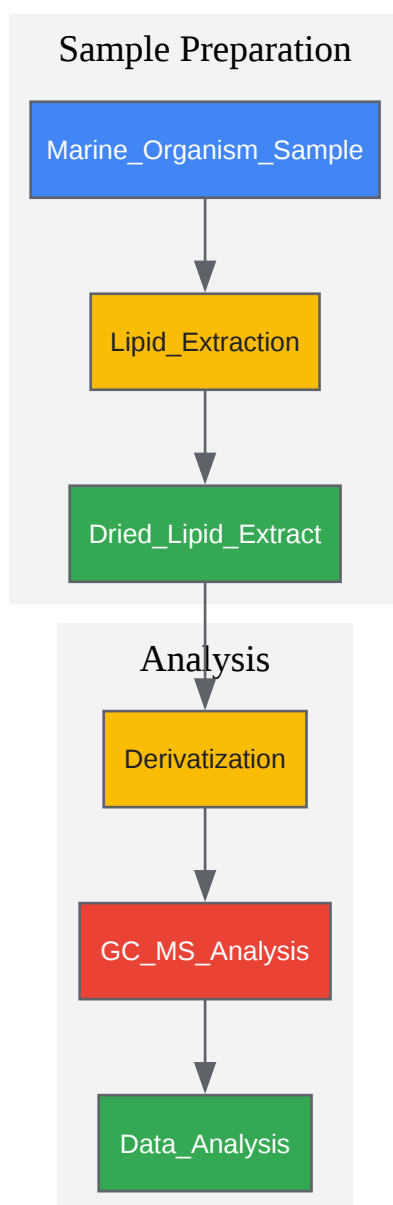 Sample Preparation
Marine_Organism_Sample
Lipid_Extraction
Dried_Lipid_Extract
Analysis
Derivatization
GC_MS_Analysis
Data_Analysis